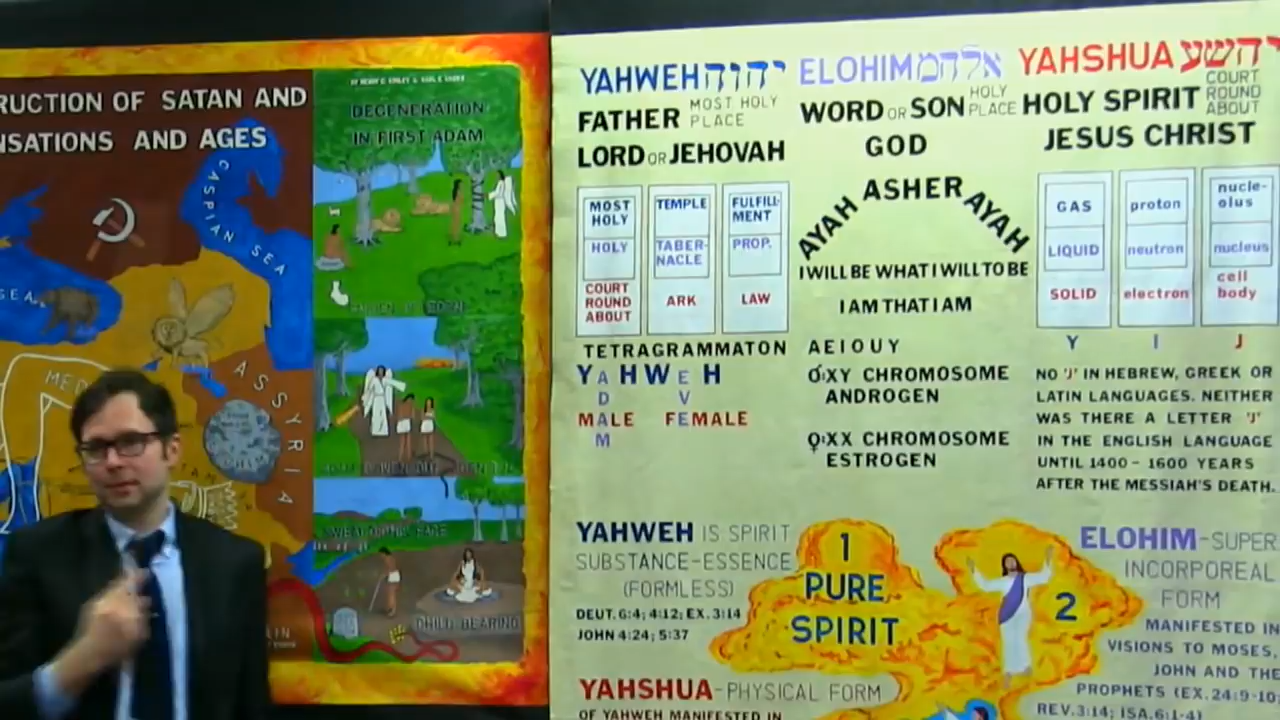 RUCTION OF SATAN AND
NSATIONS AND AGES
CASPIAN SEA
SEA
ASSYRIA
DEGENERATION
IN FIRST ADAM
CHILD BEARING
YAHWEH יהוה
FATHER MOST HOLY PLACE
LORD OR JEHOVAH
ELOHIM אלהמ
WORD OR SON HOLY PLACE
GOD
YAHSHUA יהשע
HOLY SPIRIT COURT ROUND ABOUT
JESUS CHRIST
MOST HOLY
HOLY
COURT ROUND ABOUT
TEMPLE
TABER-
NACLE
ARK
FULFILL-
MENT
PROP.
LAW
AYAH ASHER AYAH
I WILL BE WHAT I WILL TO BE
I AM THAT I AM
GAS
LIQUID
SOLID
proton
neutron
electron
nucle-
olus
nucleus
cell
body
TETRAGRAMMATON
YAHWEH
ADAM
EVE
MALE FEMALE
A E I O U Y
♂:XY CHROMOSOME
ANDROGEN
♀:XX CHROMOSOME
ESTROGEN
Y I J
NO 'J' IN HEBREW, GREEK OR
LATIN LANGUAGES. NEITHER
WAS THERE A LETTER 'J'
IN THE ENGLISH LANGUAGE
UNTIL 1400 - 1600 YEARS
AFTER THE MESSIAH'S DEATH.
YAHWEH IS SPIRIT
SUBSTANCE-ESSENCE
(FORMLESS)
DEUT. 6:4; 4:12; EX. 3:14
JOHN 4:24; 5:37
1
PURE
SPIRIT
2
ELOHIM-SUPER
INCORPOREAL
FORM
MANIFESTED IN
VISIONS TO MOSES,
JOHN AND THE
PROPHETS (EX. 24:9-10
REV. 3:14; ISA. 6:1-4)
YAHSHUA-PHYSICAL FORM
OF YAHWEH MANIFESTED IN